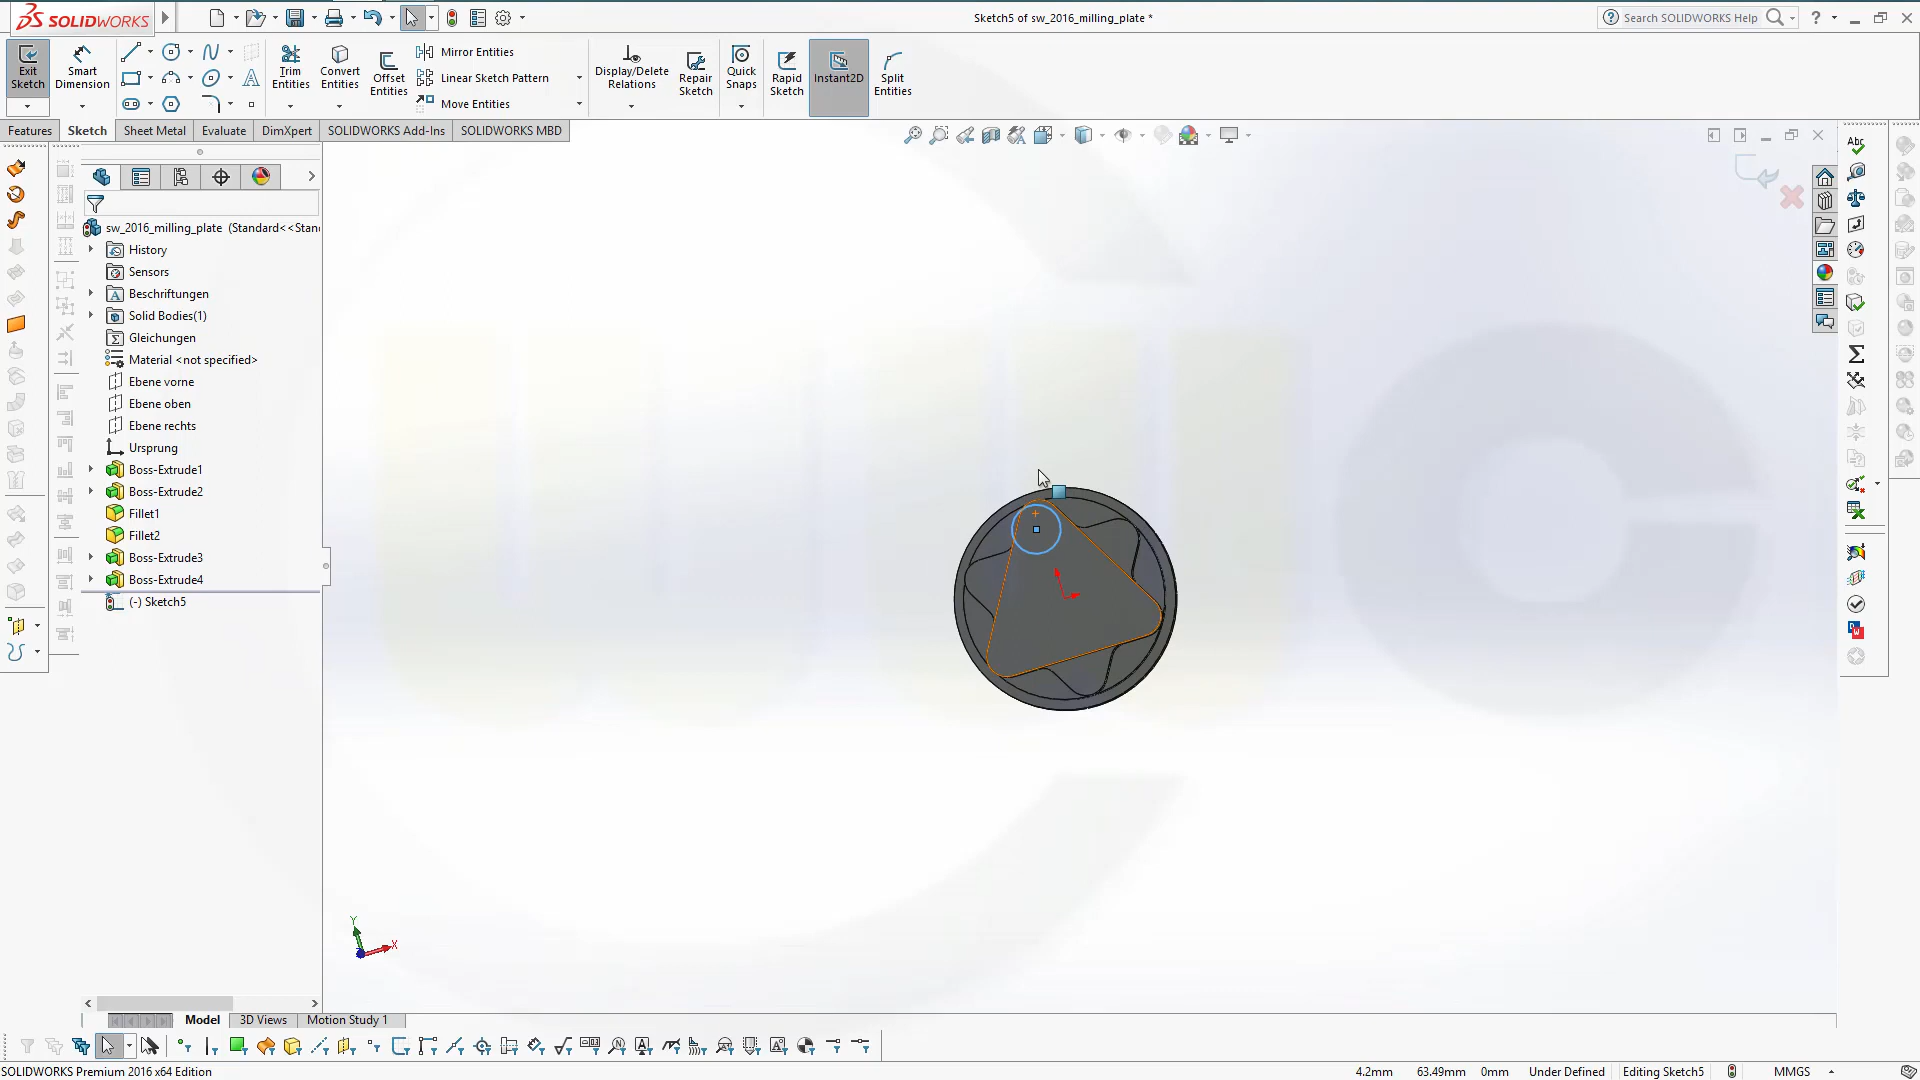 SOLIDWORKS
Sketch5 of sw_2016_milling_plate *
Search SOLIDWORKS Help
?
Exit Sketch
Smart Dimension
Trim Entities
Convert Entities
Offset Entities
Mirror Entities
Linear Sketch Pattern
Move Entities
Display/Delete Relations
Repair Sketch
Quick Snaps
Rapid Sketch
Instant2D
Split Entities
Features
Sketch
Sheet Metal
Evaluate
DimXpert
SOLIDWORKS Add-Ins
SOLIDWORKS MBD
sw_2016_milling_plate (Standard<<Stan
History
Sensors
Beschriftungen
Solid Bodies(1)
Gleichungen
Material <not specified>
Ebene vorne
Ebene oben
Ebene rechts
Ursprung
Boss-Extrude1
Boss-Extrude2
Fillet1
Fillet2
Boss-Extrude3
Boss-Extrude4
(-) Sketch5
Abc
Y
X
Model
3D Views
Motion Study 1
SOLIDWORKS Premium 2016 x64 Edition
4.2mm
63.49mm
0mm
Under Defined
Editing Sketch5
MMGS